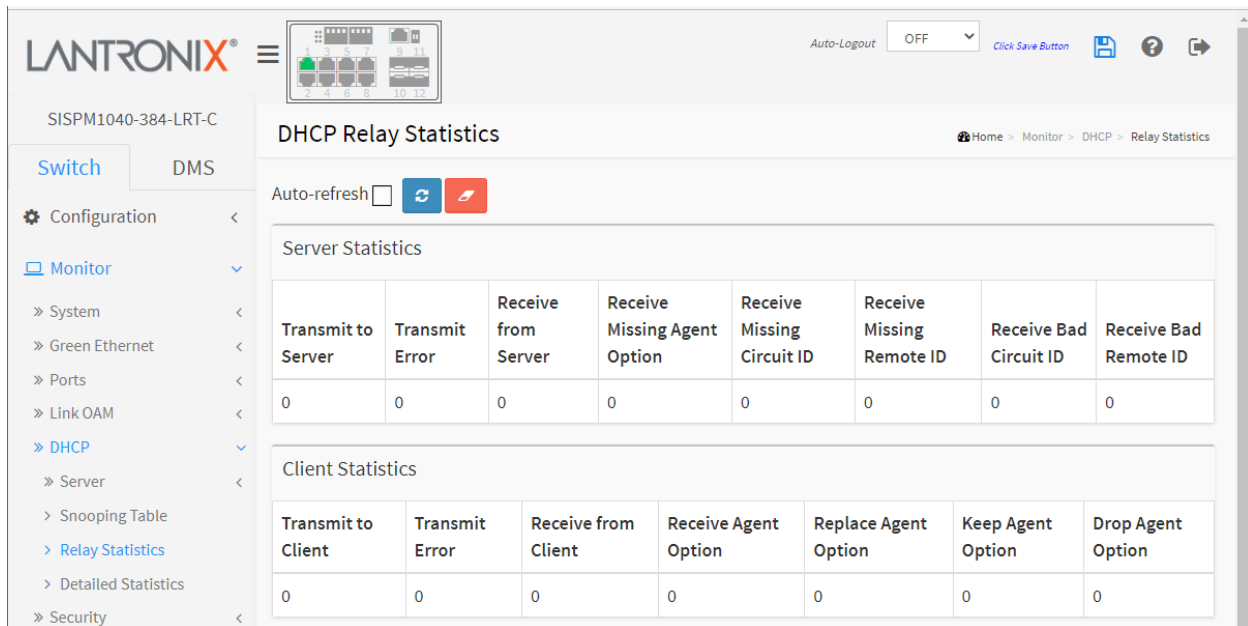 LANTRONIX®
1 3 5 7 9 11
2 4 6 8 10 12
Auto-Logout OFF Click Save Button
SISPM1040-384-LRT-C
Switch DMS
Configuration
Monitor
» System
» Green Ethernet
» Ports
» Link OAM
» DHCP
» Server
> Snooping Table
> Relay Statistics
> Detailed Statistics
» Security
DHCP Relay Statistics
Home > Monitor > DHCP > Relay Statistics
Auto-refresh
Server Statistics
Transmit to Server Transmit Error Receive from Server Receive Missing Agent Option Receive Missing Circuit ID Receive Missing Remote ID Receive Bad Circuit ID Receive Bad Remote ID
0 0 0 0 0 0 0 0
Client Statistics
Transmit to Client Transmit Error Receive from Client Receive Agent Option Replace Agent Option Keep Agent Option Drop Agent Option
0 0 0 0 0 0 0